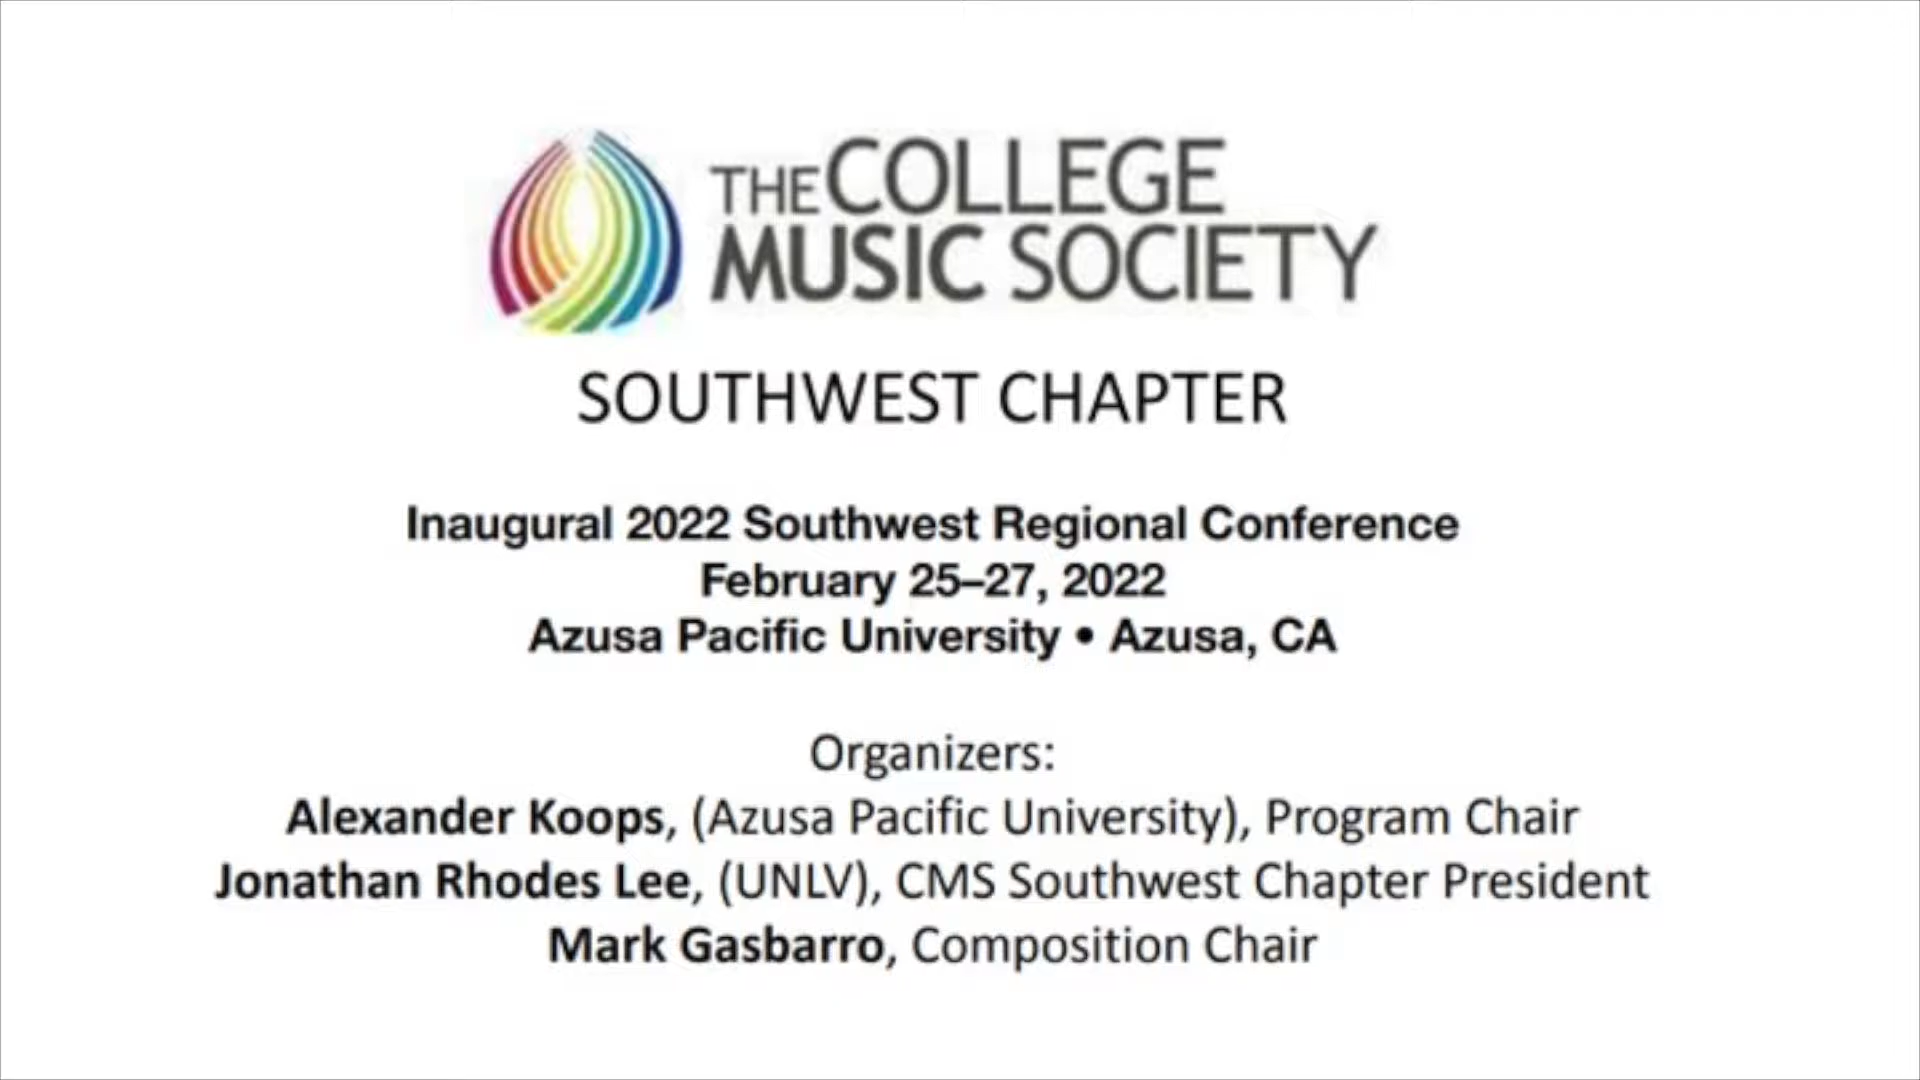 THE COLLEGE
MUSIC SOCIETY
SOUTHWEST CHAPTER
Inaugural 2022 Southwest Regional Conference
February 25–27, 2022
Azusa Pacific University • Azusa, CA
Organizers:
Alexander Koops, (Azusa Pacific University), Program Chair
Jonathan Rhodes Lee, (UNLV), CMS Southwest Chapter President
Mark Gasbarro, Composition Chair